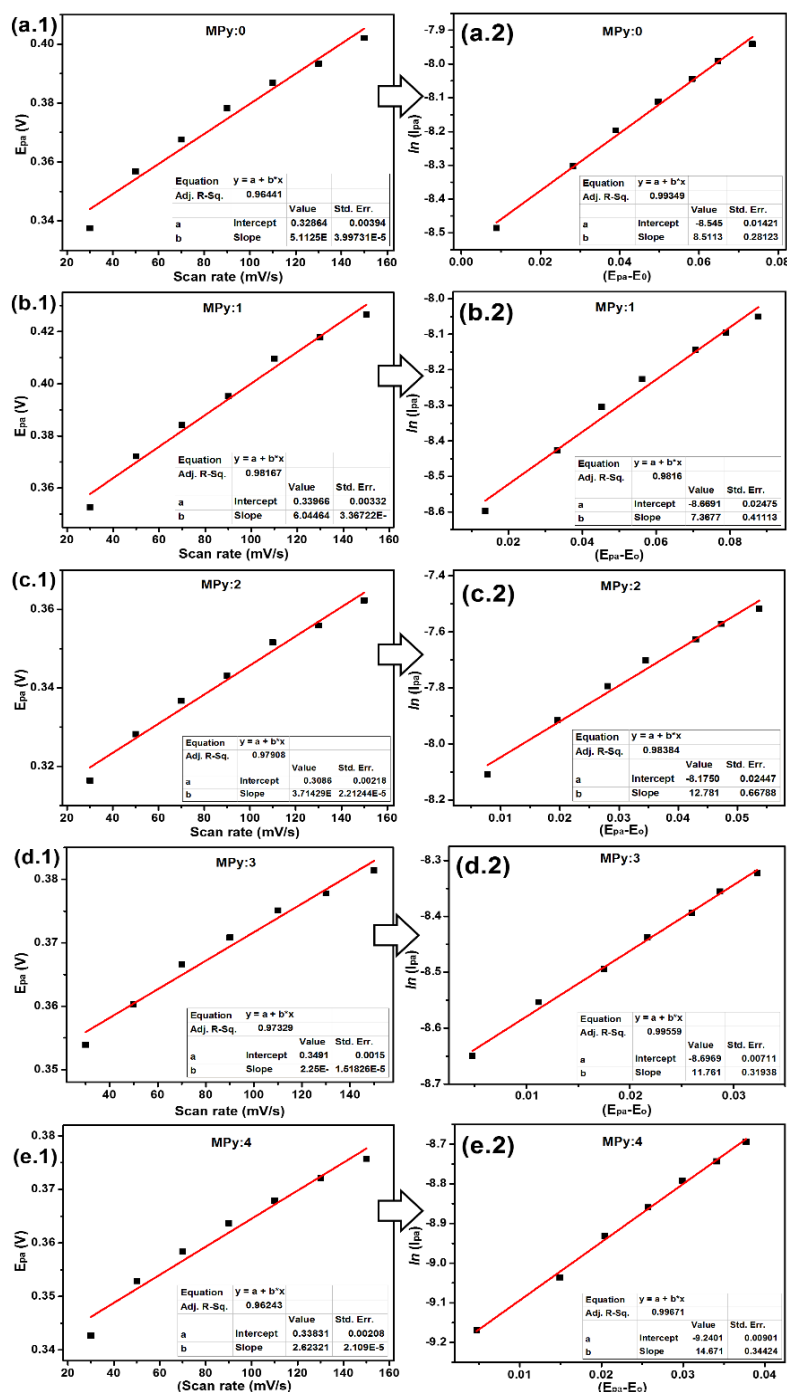 (a.1)
MPy:0
Epa (V)
0.40
0.38
0.36
0.34
Equation y = a + b*x
Adj. R-Sq. 0.96441
Value Std. Err.
a Intercept 0.32864 0.00394
b Slope 5.1125E 3.99731E-5
20 40 60 80 100 120 140 160
Scan rate (mV/s)
(a.2)
MPy:0
ln (Ipa)
-7.9
-8.0
-8.1
-8.2
-8.3
-8.4
-8.5
Equation y = a + b*x
Adj. R-Sq. 0.99349
Value Std. Err.
a Intercept -8.545 0.01421
b Slope 8.5113 0.28123
0.00 0.02 0.04 0.06 0.08
(Epa-E0)
(b.1)
MPy:1
Epa (V)
0.42
0.40
0.38
0.36
Equation y = a + b*x
Adj. R-Sq. 0.98167
Value Std. Err.
a Intercept 0.33966 0.00332
b Slope 6.04464 3.36722E-
20 40 60 80 100 120 140 160
Scan rate (mV/s)
(b.2)
MPy:1
ln (Ipa)
-8.0
-8.1
-8.2
-8.3
-8.4
-8.5
-8.6
Equation y = a + b*x
Adj. R-Sq. 0.9816
Value Std. Err.
a Intercept -8.6691 0.02475
b Slope 7.3677 0.41113
0.02 0.04 0.06 0.08
(Epa-Eo)
(c.1)
MPy:2
Epa (V)
0.36
0.34
0.32
Equation y = a + b*x
Adj. R-Sq. 0.97908
Value Std. Err.
a Intercept 0.3086 0.00218
b Slope 3.71429E 2.21244E-5
20 40 60 80 100 120 140 160
Scan rate (mV/s)
(c.2)
MPy:2
ln (Ipa)
-7.4
-7.6
-7.8
-8.0
-8.2
Equation y = a + b*x
Adj. R-Sq. 0.98384
Value Std. Err.
a Intercept -8.1750 0.02447
b Slope 12.781 0.66788
0.01 0.02 0.03 0.04 0.05
(Epa-Eo)
(d.1)
MPy:3
Epa (V)
0.38
0.37
0.36
0.35
Equation y = a + b*x
Adj. R-Sq. 0.97329
Value Std. Err.
a Intercept 0.3491 0.0015
b Slope 2.25E- 1.51826E-5
20 40 60 80 100 120 140
Scan rate (mV/s)
(d.2)
MPy:3
ln (Ipa)
-8.3
-8.4
-8.5
-8.6
-8.7
Equation y = a + b*x
Adj. R-Sq. 0.99559
Value Std. Err.
a Intercept -8.6969 0.00711
b Slope 11.761 0.31938
0.01 0.02 0.03
(Epa-Eo)
(e.1)
MPy:4
Epa (V)
0.38
0.37
0.36
0.35
0.34
Equation y = a + b*x
Adj. R-Sq. 0.96243
Value Std. Err.
a Intercept 0.33831 0.00208
b Slope 2.62321 2.109E-5
20 40 60 80 100 120 140 160
(Scan rate (mV/s)
(e.2)
MPy:4
ln (Ipa)
-8.7
-8.8
-8.9
-9.0
-9.1
-9.2
Equation y = a + b*x
Adj. R-Sq. 0.99671
Value Std. Err.
a Intercept -9.2401 0.00901
b Slope 14.671 0.34424
0.01 0.02 0.03 0.04
(Epa-Eo)